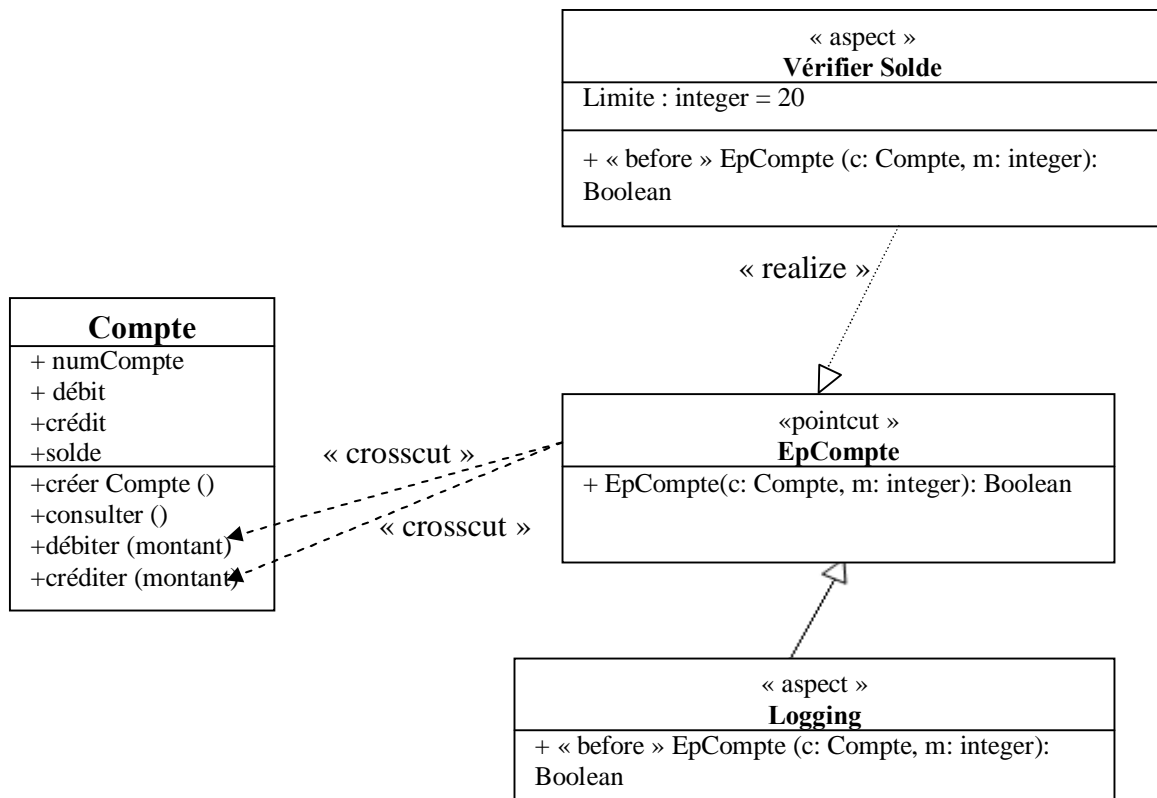 « aspect »
Vérifier Solde
Limite : integer = 20
+ « before » EpCompte (c: Compte, m: integer):
Boolean
« realize »
Compte
+ numCompte
+ débit
+crédit
+solde
+créer Compte ()
+consulter ()
+débiter (montant)
+créditer (montant)
« crosscut »
« crosscut »
«pointcut »
EpCompte
+ EpCompte(c: Compte, m: integer): Boolean
« aspect »
Logging
+ « before » EpCompte (c: Compte, m: integer):
Boolean